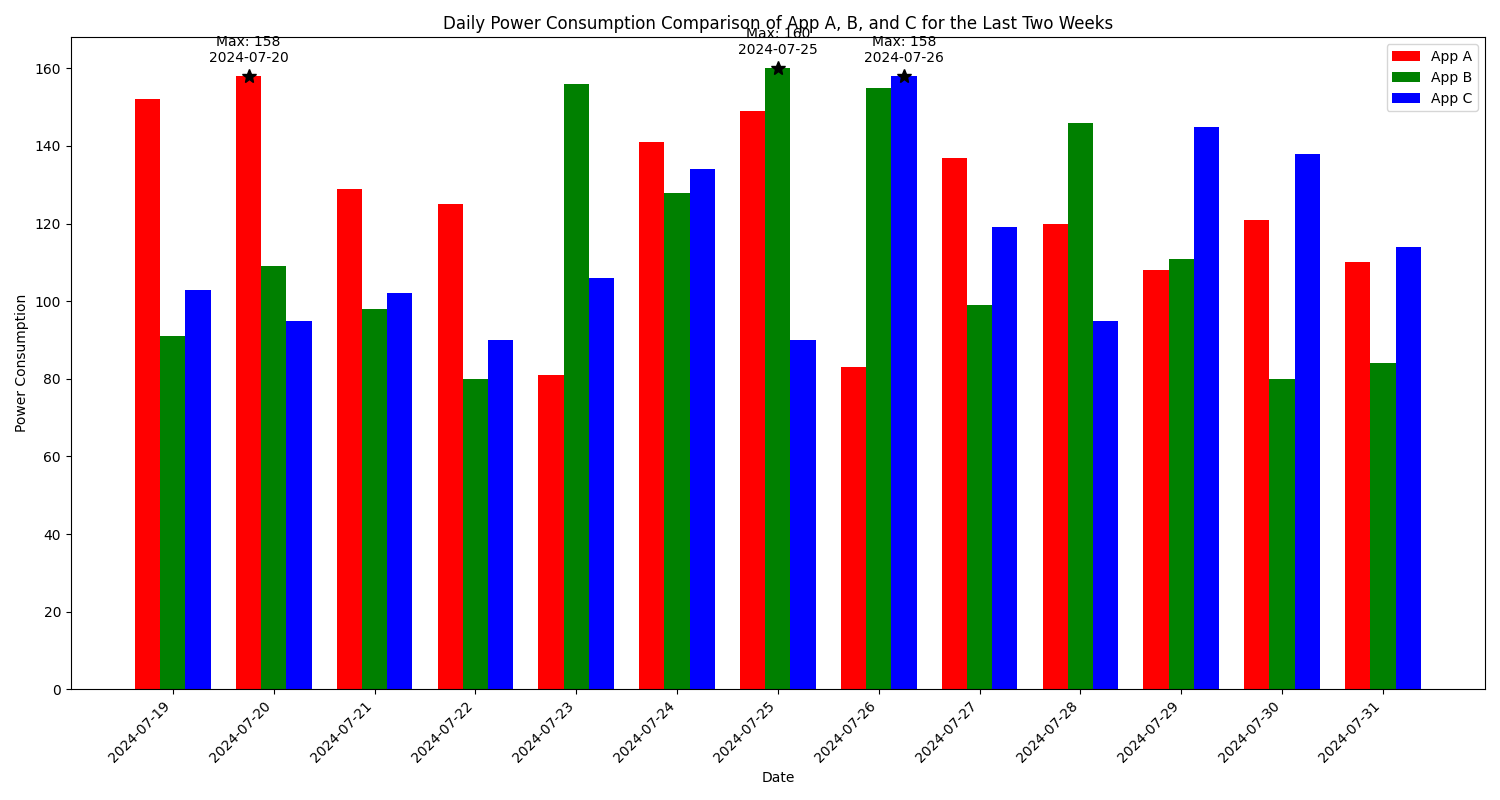 Daily Power Consumption Comparison of App A, B, and C for the Last Two Weeks
Max: 158
2024-07-20
Max: 160
2024-07-25
Max: 158
2024-07-26
App A
App B
App C
Power Consumption
160
140
120
100
80
60
40
20
0
2024-07-19
2024-07-20
2024-07-21
2024-07-22
2024-07-23
2024-07-24
2024-07-25
2024-07-26
2024-07-27
2024-07-28
2024-07-29
2024-07-30
2024-07-31
Date